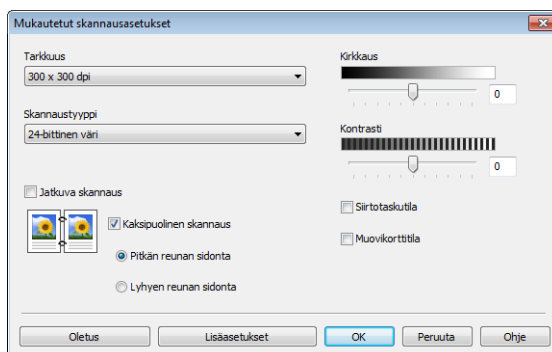 Mukautetut skannausasetukset
Tarkkuus
300 x 300 dpi
Skannaustyyppi
24-bittinen väri
Jatkuva skannaus
Kaksipuolinen skannaus
Pitkän reunan sidonta
Lyhyen reunan sidonta
Kirkkaus
0
Kontrasti
0
Siirtotaskutila
Muovikorttitila
Oletus
Lisäasetukset
OK
Peruuta
Ohje